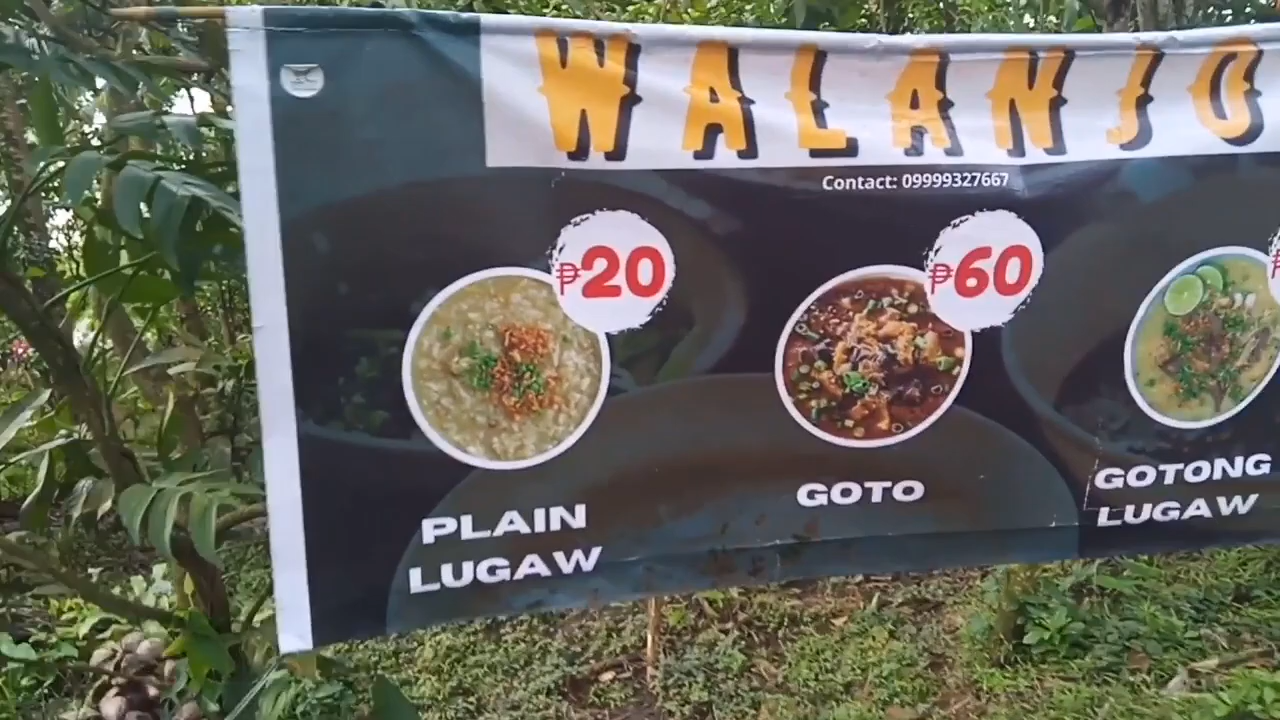 WALANJO
Contact: 09999327667
₱20
₱60
PLAIN
LUGAW
GOTO
GOTONG
LUGAW